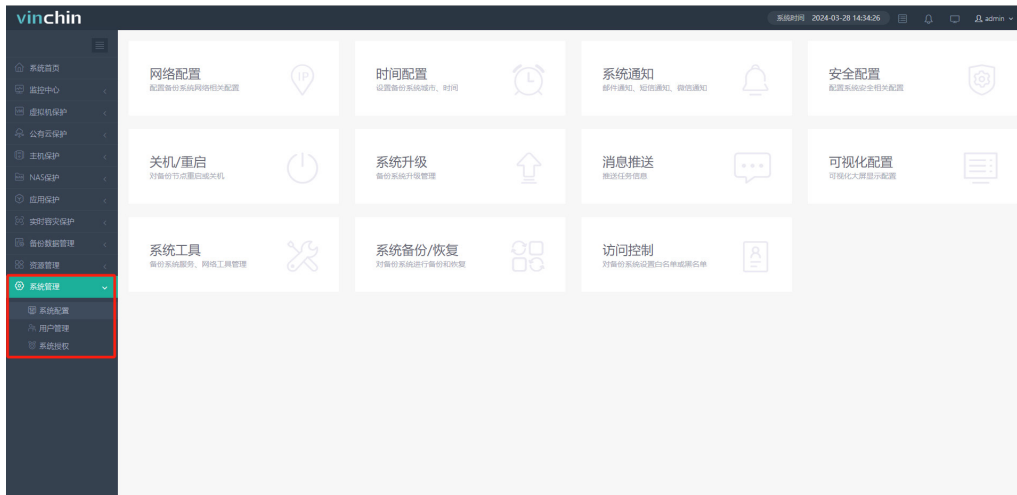 vinchin
系统时间 2024-03-28 14:34:26
admin
系统首页
监控中心
虚拟机保护
公有云保护
主机保护
NAS保护
应用保护
实时容灾保护
备份数据管理
资源管理
系统管理
系统配置
用户管理
系统授权
网络配置
配置备份系统网络相关配置
IP
时间配置
设置备份系统城市、时间
系统通知
邮件通知、短信通知、微信通知
安全配置
配置系统安全相关配置
关机/重启
对备份节点重启或关机
系统升级
备份系统升级管理
消息推送
推送任务信息
可视化配置
可视化大屏显示配置
系统工具
备份系统服务、网络工具管理
系统备份/恢复
对备份系统进行备份和恢复
访问控制
对备份系统设置白名单或黑名单